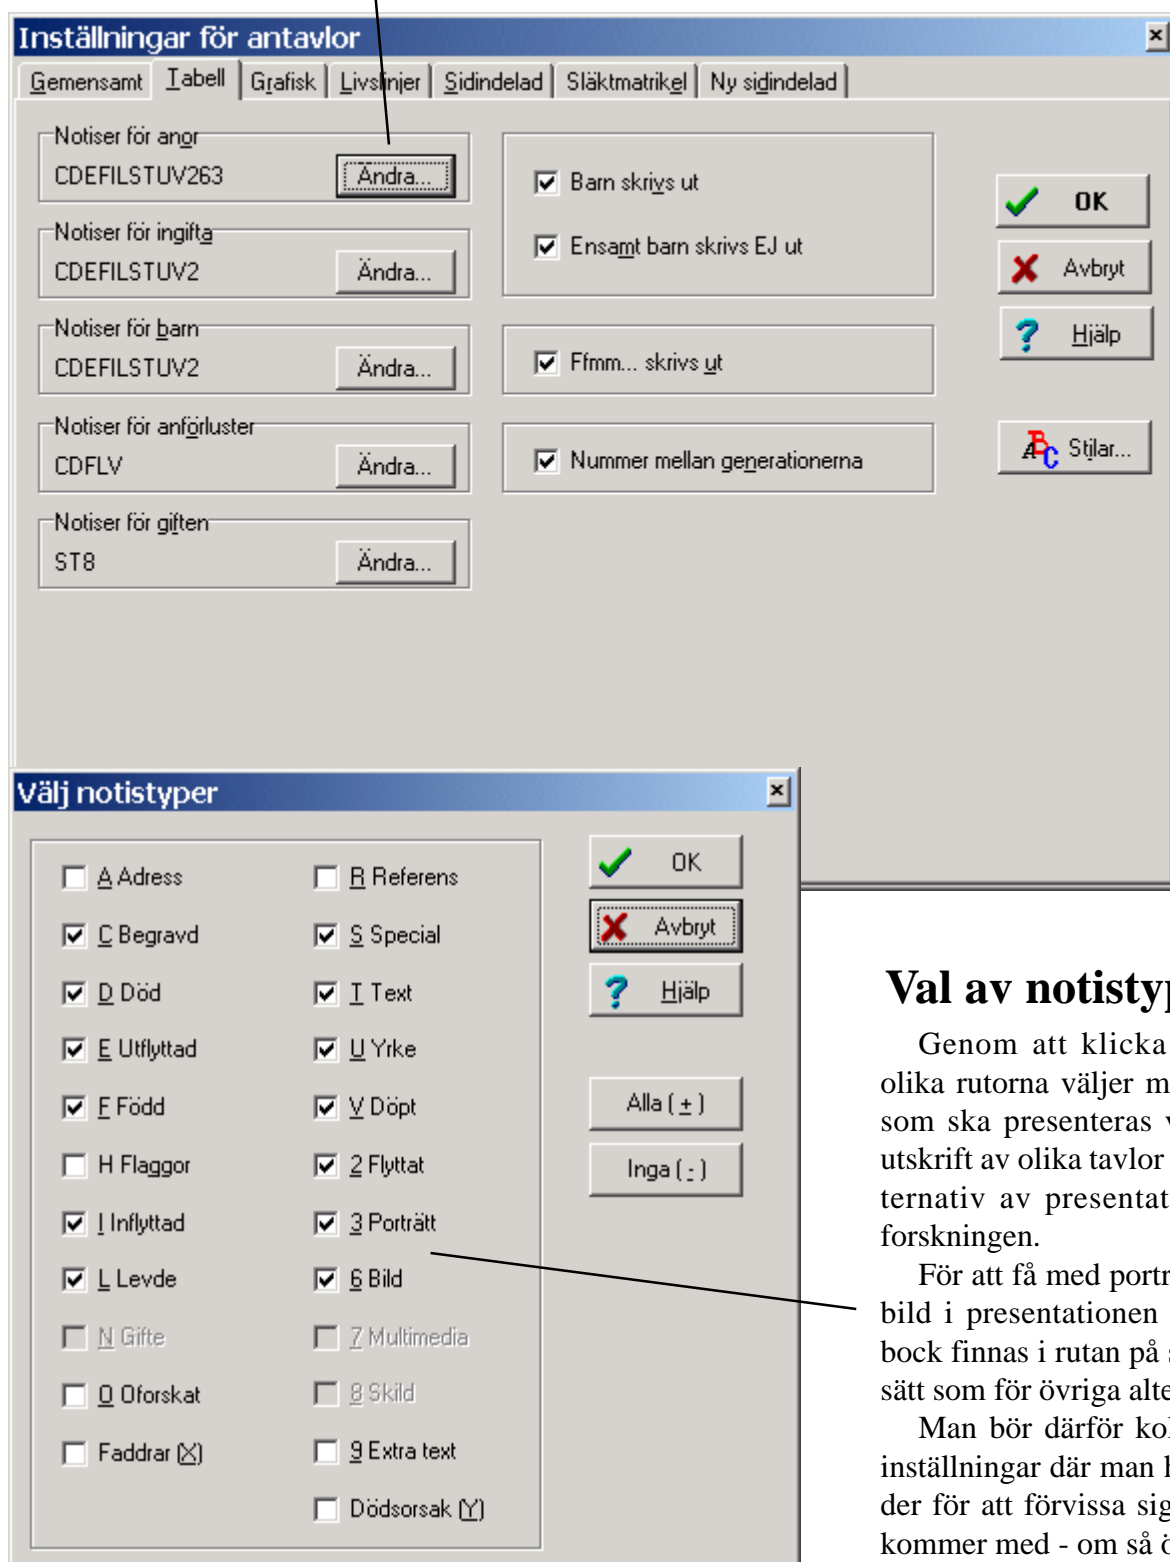 Inställningar för antavlor
Gemensamt Tabell Grafisk Livslinjer Sidindelad Släktmatrikel Ny sidindelad
Notiser för anor
CDEFILSTUV263 Ändra...
Notiser för ingifta
CDEFILSTUV2 Ändra...
Notiser för barn
CDEFILSTUV2 Ändra...
Notiser för anförluster
CDFLV Ändra...
Notiser för giften
ST8 Ändra...
Barn skrivs ut
Ensamt barn skrivs EJ ut
Ffmm... skrivs ut
Nummer mellan generationerna
OK
Avbryt
? Hjälp
ABC Stilar...
Välj notistyper
A Adress
C Begravd
D Död
E Utflyttad
F Född
H Flaggor
I Inflyttad
L Levde
N Gifte
O Oforskat
Faddrar (X)
R Referens
S Special
T Text
U Yrke
V Döpt
2 Flyttat
3 Porträtt
6 Bild
7 Multimedia
8 Skild
9 Extra text
Dödsorsak (Y)
OK
Avbryt
? Hjälp
Alla ( + )
Inga ( - )
Val av notisty
Genom att klicka
olika rutorna väljer m
som ska presenteras v
utskrift av olika tavlor
ternativ av presentat
forskningen.
För att få med portr
bild i presentationen
bock finnas i rutan på s
sätt som för övriga alte
Man bör därför kol
inställningar där man h
der för att förvissa sig
kommer med - om så ö